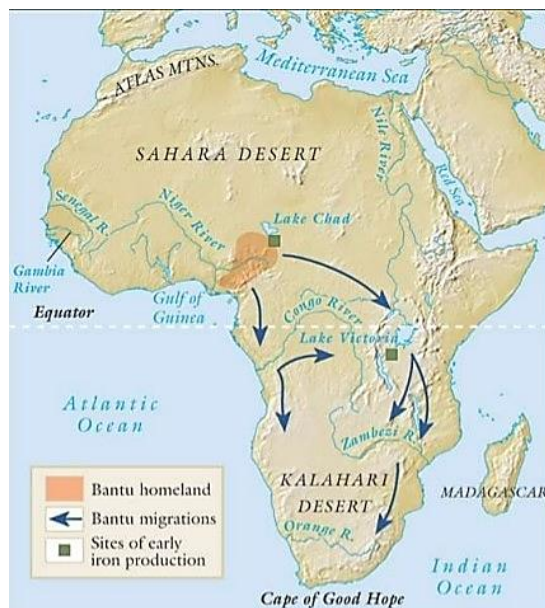 Mediterranean Sea
ATLAS MTNS.
SAHARA DESERT
Nile River
Red Sea
Senegal R.
Niger River
Lake Chad
Gambia
River
Gulf of
Guinea
Equator
Congo River
Lake Victoria
Atlantic
Ocean
Zambezi R.
KALAHARI
DESERT
MADAGASCAR
Orange R.
Indian
Ocean
Cape of Good Hope
Bantu homeland
Bantu migrations
Sites of early
iron production